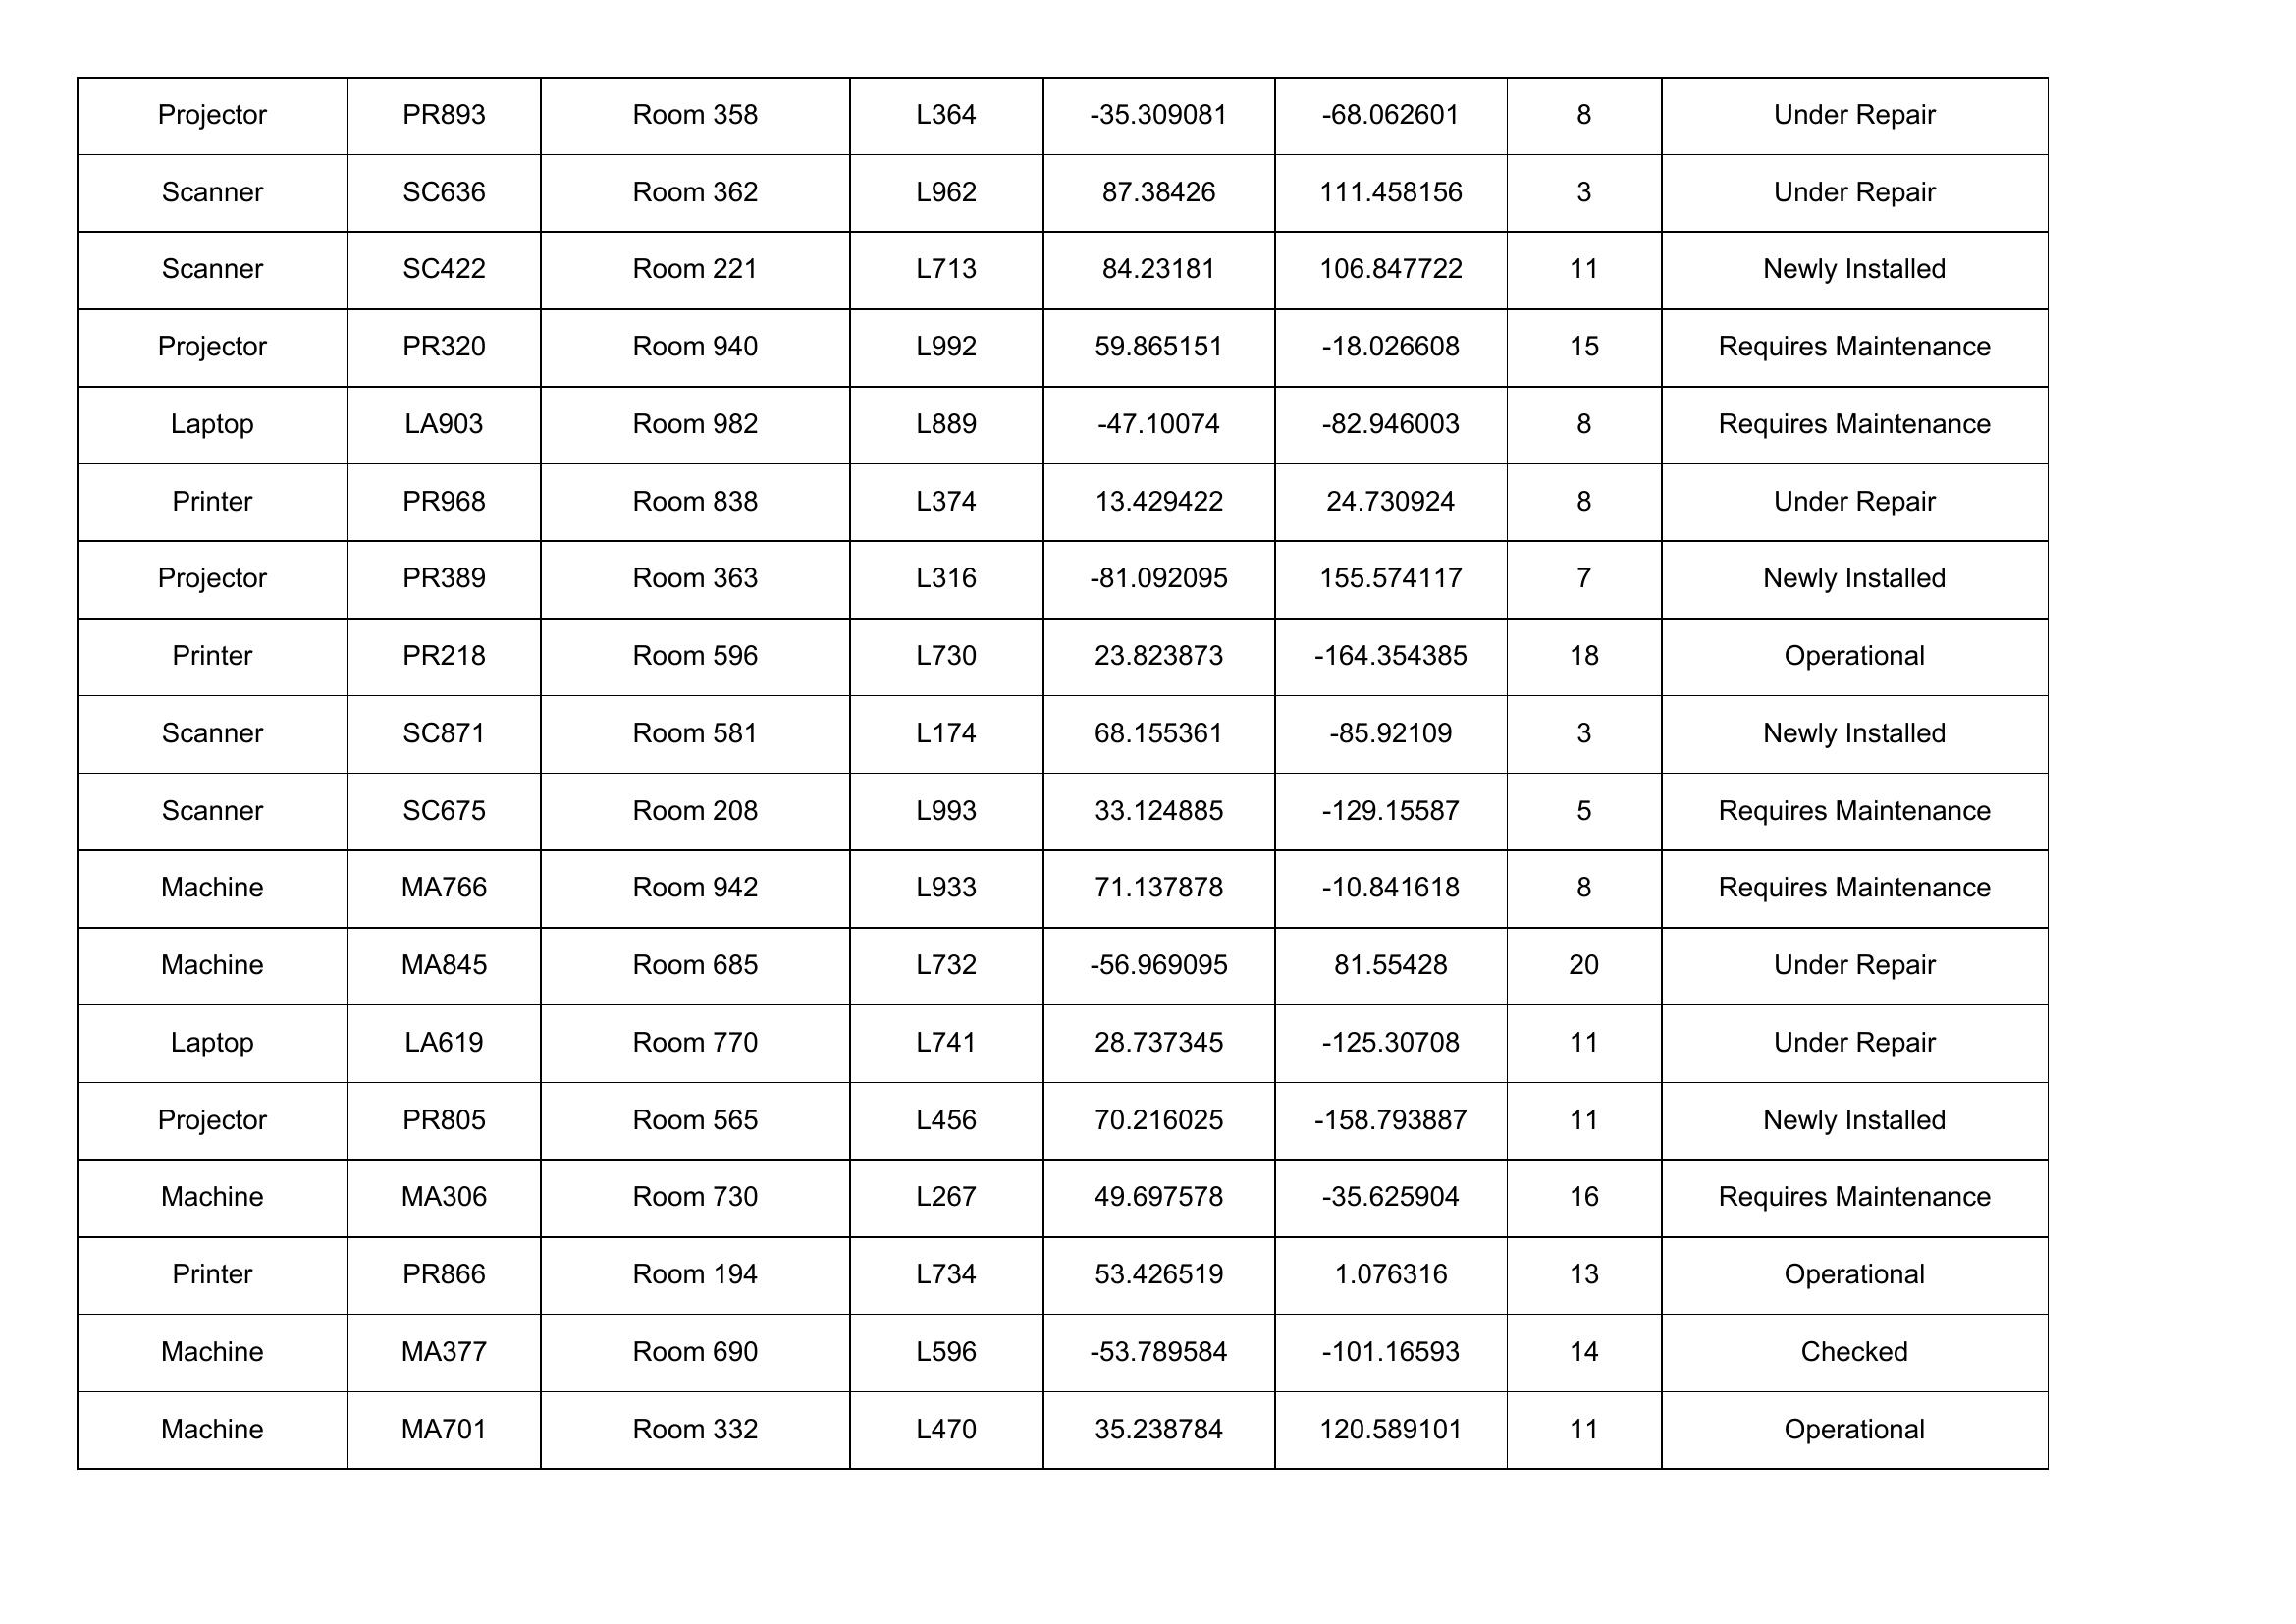 Projector PR893 Room 358 L364 -35.309081 -68.062601 8 Under Repair
Scanner SC636 Room 362 L962 87.38426 111.458156 3 Under Repair
Scanner SC422 Room 221 L713 84.23181 106.847722 11 Newly Installed
Projector PR320 Room 940 L992 59.865151 -18.026608 15 Requires Maintenance
Laptop LA903 Room 982 L889 -47.10074 -82.946003 8 Requires Maintenance
Printer PR968 Room 838 L374 13.429422 24.730924 8 Under Repair
Projector PR389 Room 363 L316 -81.092095 155.574117 7 Newly Installed
Printer PR218 Room 596 L730 23.823873 -164.354385 18 Operational
Scanner SC871 Room 581 L174 68.155361 -85.92109 3 Newly Installed
Scanner SC675 Room 208 L993 33.124885 -129.15587 5 Requires Maintenance
Machine MA766 Room 942 L933 71.137878 -10.841618 8 Requires Maintenance
Machine MA845 Room 685 L732 -56.969095 81.55428 20 Under Repair
Laptop LA619 Room 770 L741 28.737345 -125.30708 11 Under Repair
Projector PR805 Room 565 L456 70.216025 -158.793887 11 Newly Installed
Machine MA306 Room 730 L267 49.697578 -35.625904 16 Requires Maintenance
Printer PR866 Room 194 L734 53.426519 1.076316 13 Operational
Machine MA377 Room 690 L596 -53.789584 -101.16593 14 Checked
Machine MA701 Room 332 L470 35.238784 120.589101 11 Operational